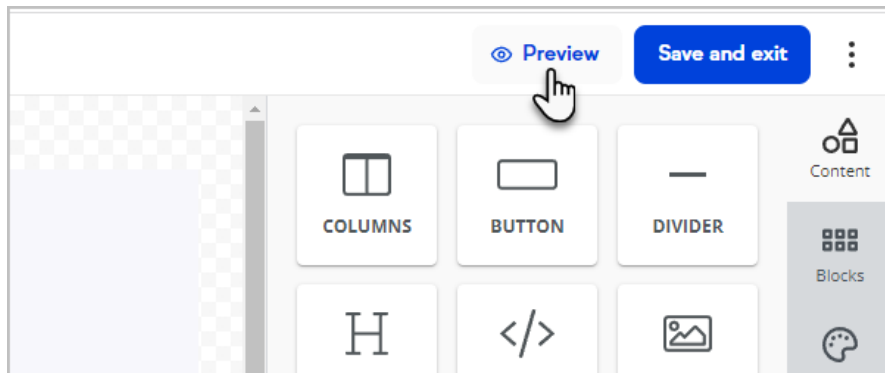 Preview
Save and exit
Content
COLUMNS
BUTTON
DIVIDER
Blocks
H
</>